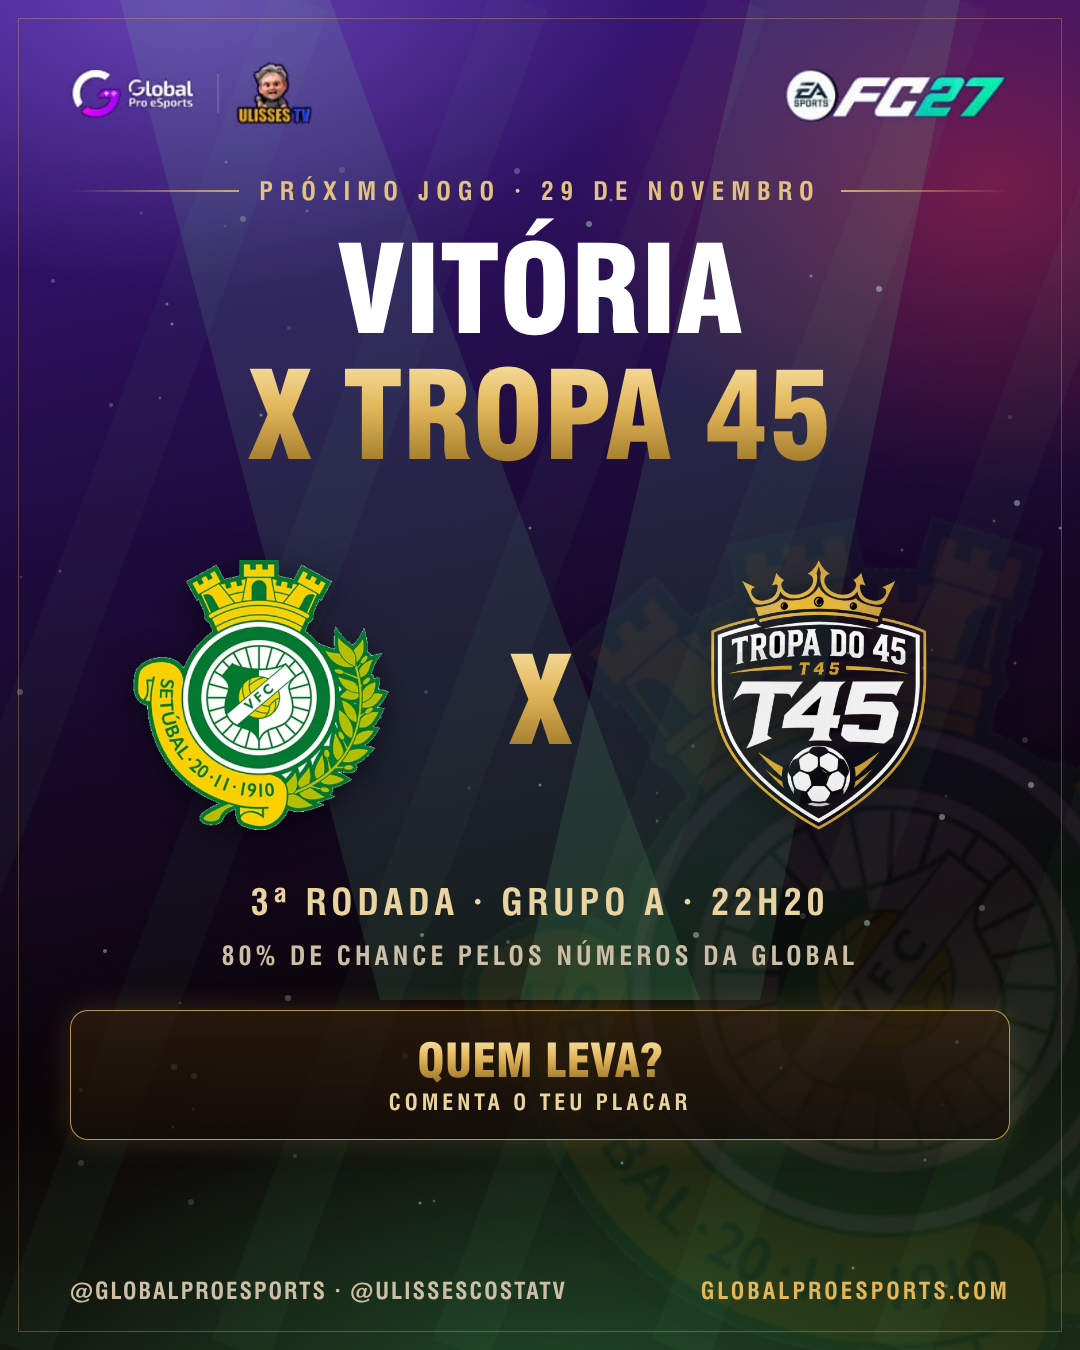 Global
Pro eSports
ULISSES TV
EA
SPORTS
FC27
PRÓXIMO JOGO · 29 DE NOVEMBRO
VITÓRIA
X TROPA 45
SETÚBAL · 20 · 11 · 1910
VFC
X
TROPA DO 45
T45
T45
3ª RODADA · GRUPO A · 22H20
80% DE CHANCE PELOS NÚMEROS DA GLOBAL
QUEM LEVA?
COMENTA O TEU PLACAR
@GLOBALPROESPORTS · @ULISSESCOSTATV
GLOBALPROESPORTS.COM